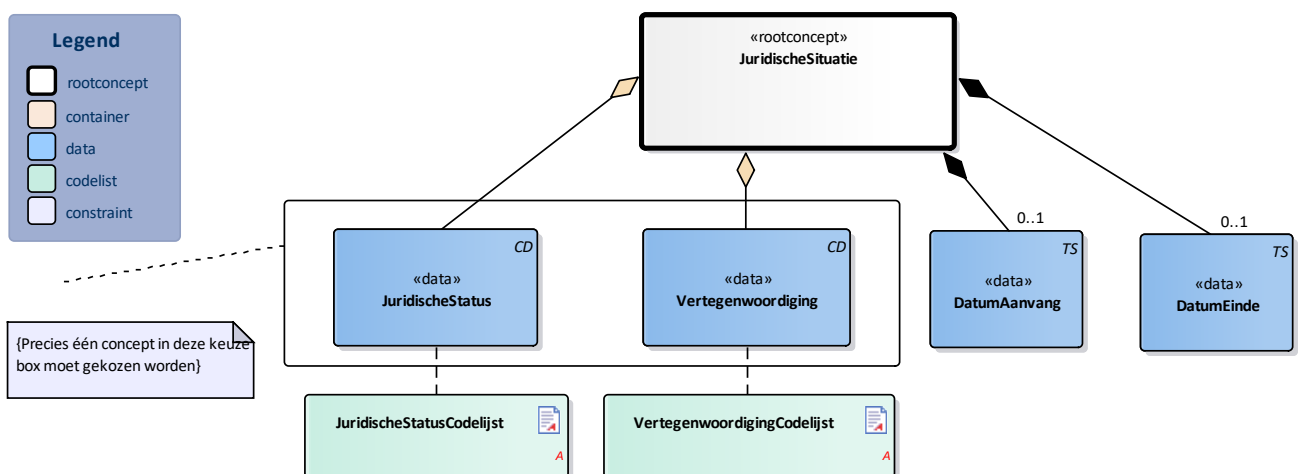 Legend
rootconcept
container
data
codelist
constraint
«rootconcept»
JuridischeSituatie
CD
«data»
JuridischeStatus
CD
«data»
Vertegenwoordiging
0..1
TS
«data»
DatumAanvang
0..1
TS
«data»
DatumEinde
{Precies één concept in deze keuze
box moet gekozen worden}
JuridischeStatusCodelijst
A
VertegenwoordigingCodelijst
A